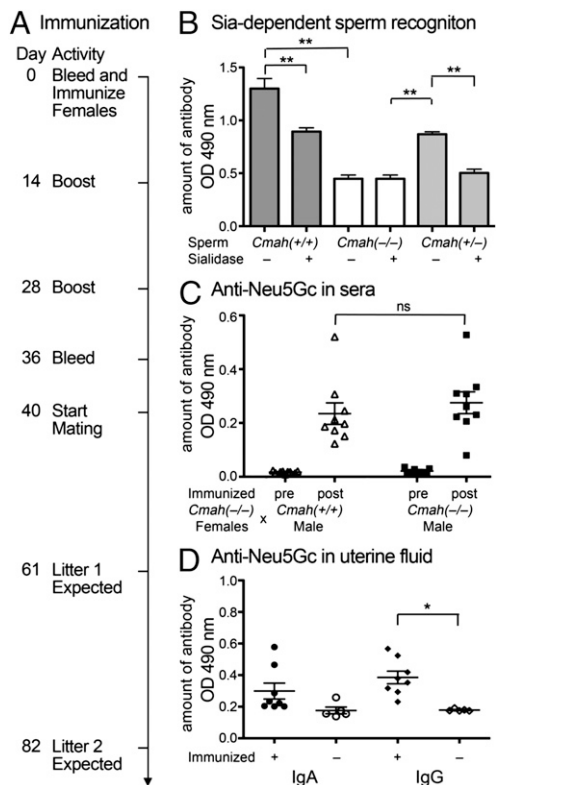 A Immunization
Day Activity
0 Bleed and
Immunize
Females
14 Boost
28 Boost
36 Bleed
40 Start
Mating
61 Litter 1
Expected
82 Litter 2
Expected
B Sia-dependent sperm recogniton
amount of antibody
OD 490 nm
1.5
1.0
0.5
0.0
** ** ** **
Sperm Cmah(+/+) Cmah(–/–) Cmah(+/–)
Sialidase – + – + – +
C Anti-Neu5Gc in sera
amount of antibody
OD 490 nm
0.6
0.4
0.2
0.0
ns
Immunized pre post pre post
Cmah(–/–) x Cmah(+/+) Cmah(–/–)
Females Male Male
D Anti-Neu5Gc in uterine fluid
amount of antibody
OD 490 nm
1.0
0.8
0.6
0.4
0.2
0.0
*
Immunized + – + –
IgA IgG